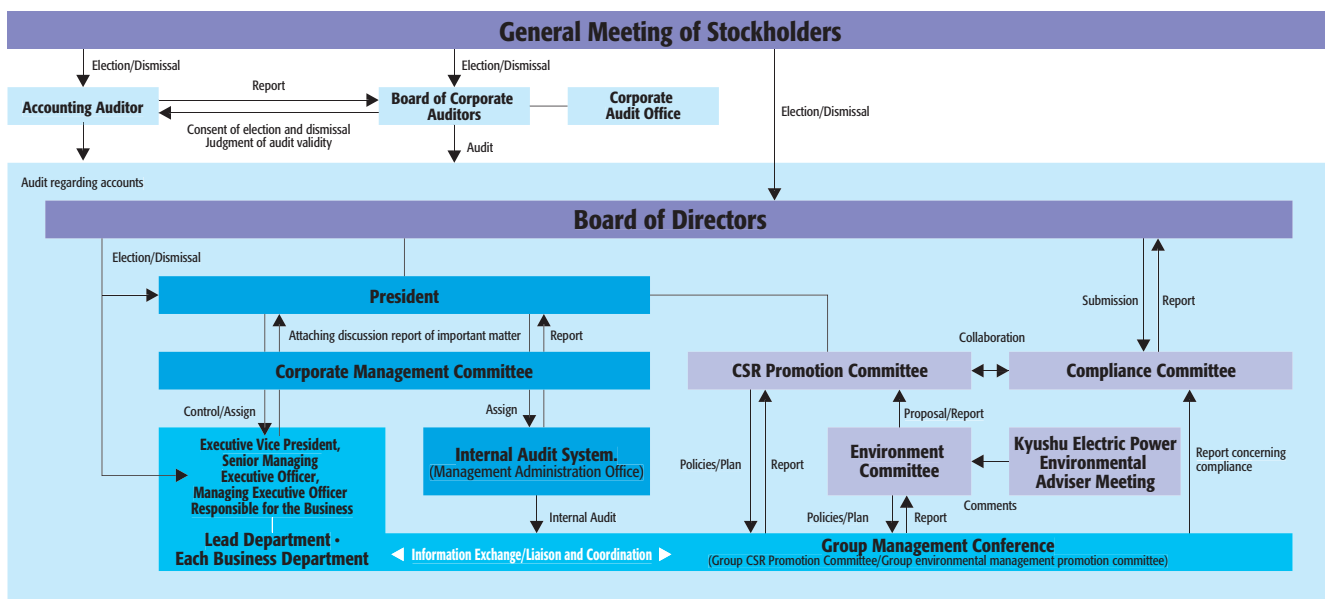 General Meeting of Stockholders
Election/Dismissal
Election/Dismissal
Election/Dismissal
Report
Accounting Auditor
Board of Corporate
Auditors
Corporate
Audit Office
Consent of election and dismissal
Judgment of audit validity
Audit
Audit regarding accounts
Board of Directors
Election/Dismissal
President
Submission
Report
Attaching discussion report of important matter
Report
Collaboration
Corporate Management Committee
CSR Promotion Committee
Compliance Committee
Control/Assign
Assign
Proposal/Report
Executive Vice President,
Senior Managing
Executive Officer,
Managing Executive Officer
Responsible for the Business
Internal Audit System.
(Management Administration Office)
Policies/Plan
Report
Environment
Committee
Kyushu Electric Power
Environmental
Adviser Meeting
Report concerning
compliance
Comments
Internal Audit
Policies/Plan
Report
Lead Department •
Each Business Department
Information Exchange/Liaison and Coordination
Group Management Conference
(Group CSR Promotion Committee/Group environmental management promotion committee)